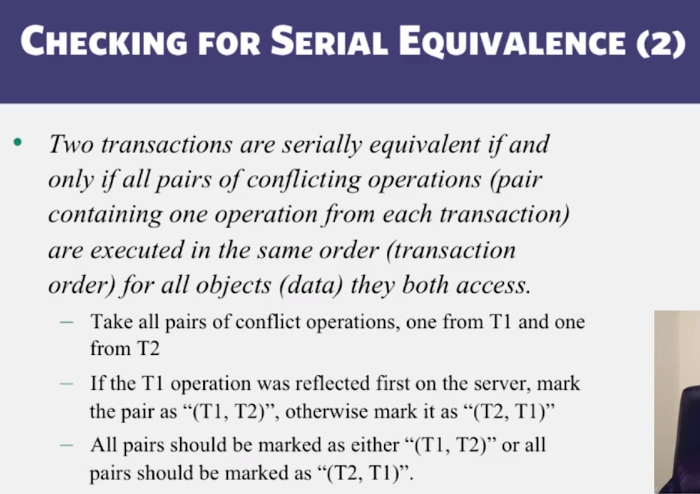 CHECKING FOR SERIAL EQUIVALENCE (2)
• Two transactions are serially equivalent if and
only if all pairs of conflicting operations (pair
containing one operation from each transaction)
are executed in the same order (transaction
order) for all objects (data) they both access.
– Take all pairs of conflict operations, one from T1 and one
from T2
– If the T1 operation was reflected first on the server, mark
the pair as “(T1, T2)”, otherwise mark it as “(T2, T1)”
– All pairs should be marked as either “(T1, T2)” or all
pairs should be marked as “(T2, T1)”.